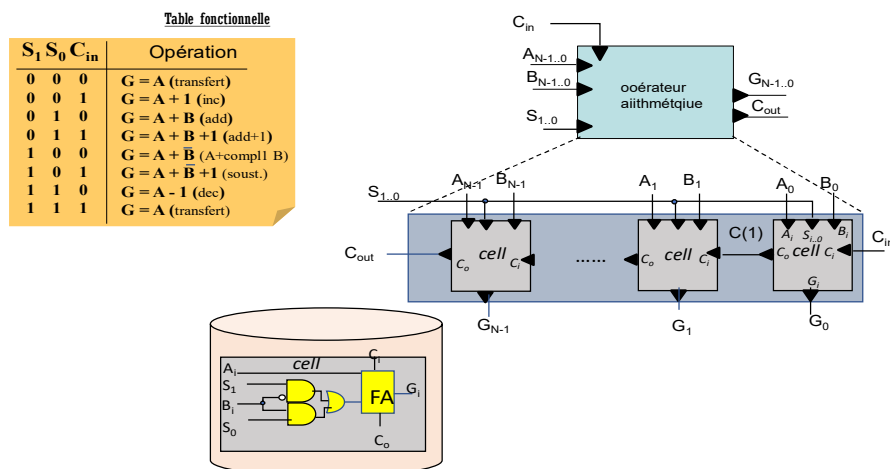 Table fonctionnelle
S1 S0 Cin Opération
0 0 0 G = A (transfert)
0 0 1 G = A + 1 (inc)
0 1 0 G = A + B (add)
0 1 1 G = A + B +1 (add+1)
1 0 0 G = A + B̅ (A+compl1 B)
1 0 1 G = A + B̅ +1 (soust.)
1 1 0 G = A - 1 (dec)
1 1 1 G = A (transfert)
Cin
AN-1..0
BN-1..0
S1..0
ooérateur
aiithmétqiue
GN-1..0
Cout
S1..0
AN-1 BN-1 A1 B1 A0 B0
Cout
Co cell Ci
......
Co cell Ci
C(1)
Ai Si..0 Bi
Co cell Ci
Gi
Cin
GN-1 G1 G0
cell
Ai
Ci
S1
Bi
S0
FA
Gi
Co